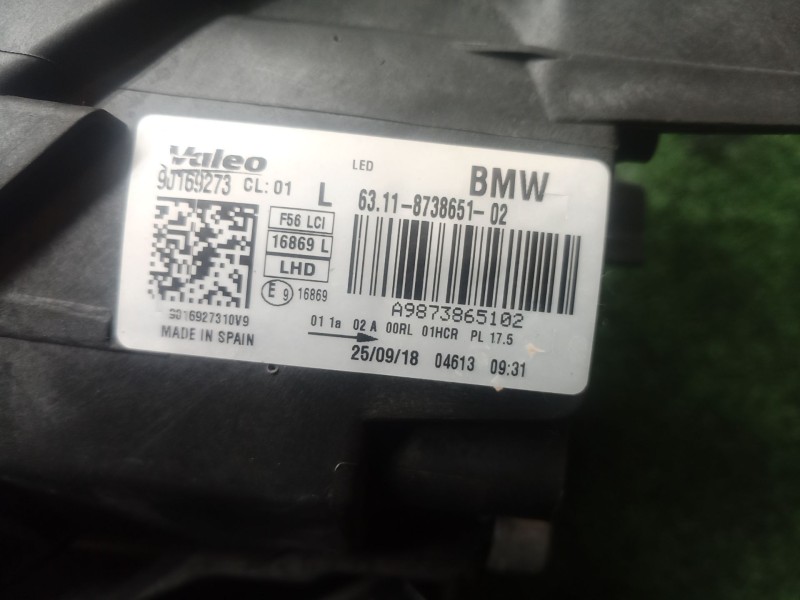 Valeo
90169273 CL: 01 L
LED
BMW
63.11-8738651-02
F56 LCI
16869 L
LHD
E 9 16869
9016927310V9
MADE IN SPAIN
A9873865102
01 1a 02 A 00RL 01HCR PL 17.5
25/09/18 04613 09:31